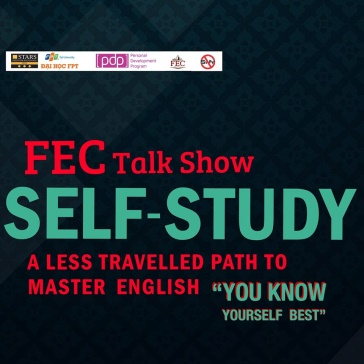 STARS
FPT
ĐẠI HỌC FPT
[pdp]
Personal
Development
Program
FEC
FEC Talk Show
SELF-STUDY
A LESS TRAVELLED PATH TO
MASTER ENGLISH "YOU KNOW
YOURSELF BEST"